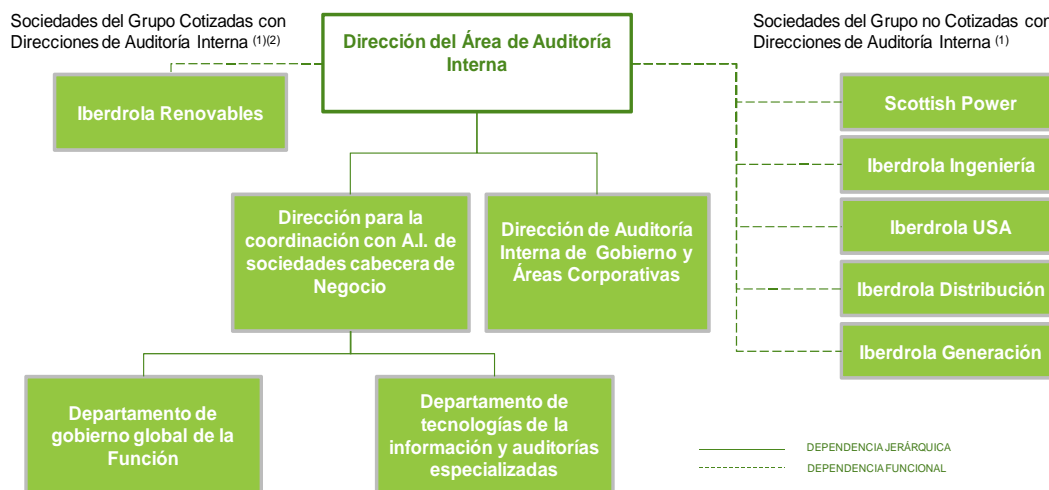 Sociedades del Grupo Cotizadas con
Direcciones de Auditoría Interna (1)(2)
Dirección del Área de Auditoría
Interna
Sociedades del Grupo no Cotizadas con
Direcciones de Auditoría Interna (1)
Iberdrola Renovables
Scottish Power
Iberdrola Ingeniería
Iberdrola USA
Iberdrola Distribución
Iberdrola Generación
Dirección para la
coordinación con A.I. de
sociedades cabecera de
Negocio
Dirección de Auditoría
Interna de Gobierno y
Áreas Corporativas
Departamento de
gobierno global de la
Función
Departamento de
tecnologías de la
información y auditorías
especializadas
DEPENDENCIA JERÁRQUICA
DEPENDENCIA FUNCIONAL